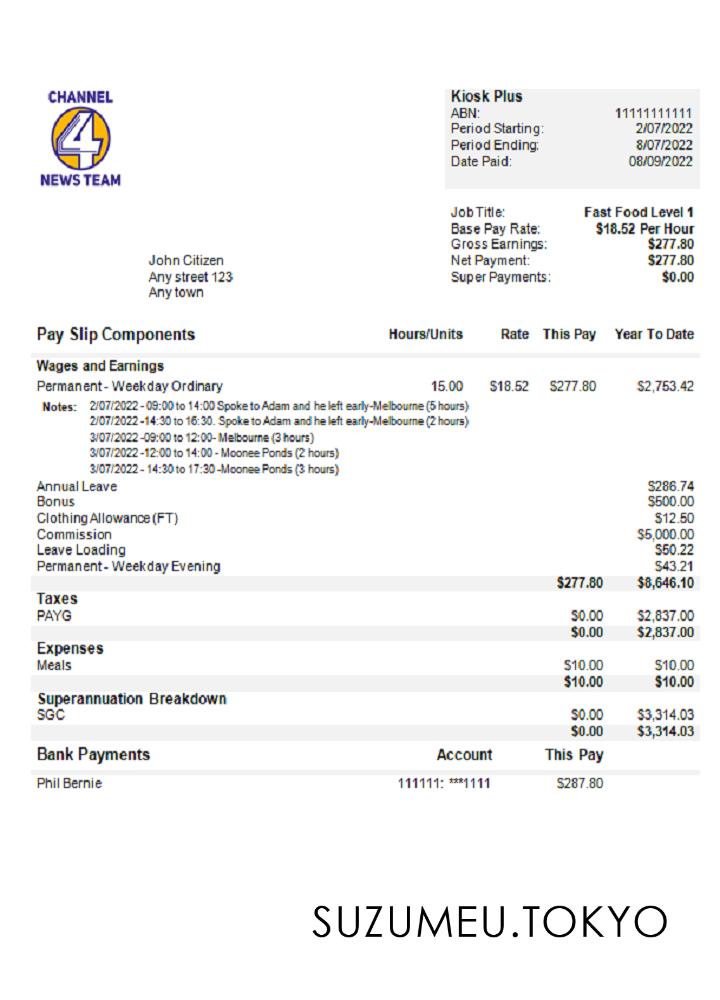 CHANNEL
4
NEWS TEAM
Kiosk Plus
ABN: 11111111111
Period Starting: 2/07/2022
Period Ending: 8/07/2022
Date Paid: 08/09/2022
Job Title: Fast Food Level 1
Base Pay Rate: $18.52 Per Hour
Gross Earnings: $277.80
Net Payment: $277.80
Super Payments: $0.00
John Citizen
Any street 123
Any town
Pay Slip Components Hours/Units Rate This Pay Year To Date
Wages and Earnings
Permanent - Weekday Ordinary 15.00 $18.52 $277.80 $2,753.42
Notes: 2/07/2022 - 09:00 to 14:00 Spoke to Adam and he left early-Melbourne (5 hours)
2/07/2022 -14:30 to 16:30. Spoke to Adam and he left early-Melbourne (2 hours)
3/07/2022 -09:00 to 12:00- Melbourne (3 hours)
3/07/2022 -12:00 to 14:00 - Moonee Ponds (2 hours)
3/07/2022 - 14:30 to 17:30 -Moonee Ponds (3 hours)
Annual Leave $286.74
Bonus $500.00
Clothing Allowance (FT) $12.50
Commission $5,000.00
Leave Loading $50.22
Permanent - Weekday Evening $43.21
$277.80 $8,646.10
Taxes
PAYG $0.00 $2,837.00
$0.00 $2,837.00
Expenses
Meals $10.00 $10.00
$10.00 $10.00
Superannuation Breakdown
SGC $0.00 $3,314.03
$0.00 $3,314.03
Bank Payments Account This Pay
Phil Bernie 111111: ***1111 $287.80
SUZUMEU.TOKYO